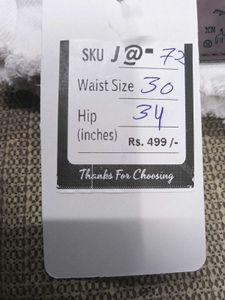 SKU J @- 72
Waist Size 30
Hip 34
(inches) Rs. 499 /-
Thanks For Choosing